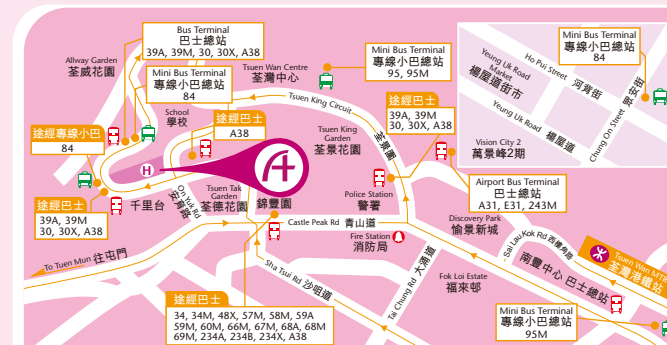 Bus Terminal
巴士總站
39A, 39M, 30, 30X, A38
Allway Garden
荃威花園
Mini Bus Terminal
專線小巴總站
84
Tsuen Wan Centre
荃灣中心
Mini Bus Terminal
專線小巴總站
95, 95M
Mini Bus Terminal
專線小巴總站
84
Yeung Uk Road
Market
楊屋道街市
Ho Pui Street 河背街
Yeung Uk Road 楊屋道
Chung On Street 眾安街
Vision City 2
萬景峰2期
School
學校
途經巴士
A38
Tsuen King Circuit
荃景圍
Tsuen King
Garden
荃景花園
途經巴士
39A, 39M
30, 30X, A38
途經專線小巴
84
H
途經巴士
39A, 39M
30, 30X, A38
千里台
On Yuk Rd
安育路
Tsuen Tak
Garden
荃德花園
錦豐園
Police Station
警署
Airport Bus Terminal
巴士總站
A31, E31, 243M
Castle Peak Rd 青山道
Fire Station
消防局
Discovery Park
愉景新城
Sai Lau Kok Rd 西樓角路
Tsuen Wan MTR
荃灣港鐵站
南豐中心 巴士總站
To Tuen Mun 往屯門
Sha Tsui Rd 沙咀道
Tai Chung Rd 大涌道
Fok Loi Estate
福來邨
途經巴士
34, 34M, 48X, 57M, 58M, 59A
59M, 60M, 66M, 67M, 68A, 68M
69M, 234A, 234B, 234X, A38
Mini Bus Terminal
專線小巴總站
95M